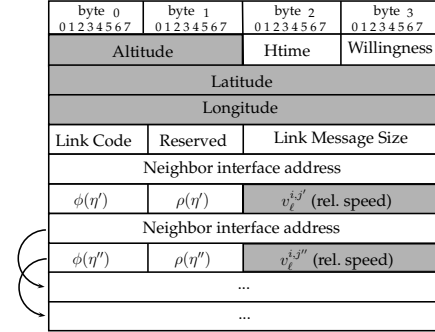 byte 0 byte 1 byte 2 byte 3
0 1 2 3 4 5 6 7 0 1 2 3 4 5 6 7 0 1 2 3 4 5 6 7 0 1 2 3 4 5 6 7
Altitude Htime Willingness
Latitude
Longitude
Link Code Reserved Link Message Size
Neighbor interface address
ϕ(η′) ρ(η′) v_ℓ^{i,j′} (rel. speed)
Neighbor interface address
ϕ(η″) ρ(η″) v_ℓ^{i,j″} (rel. speed)
...
...